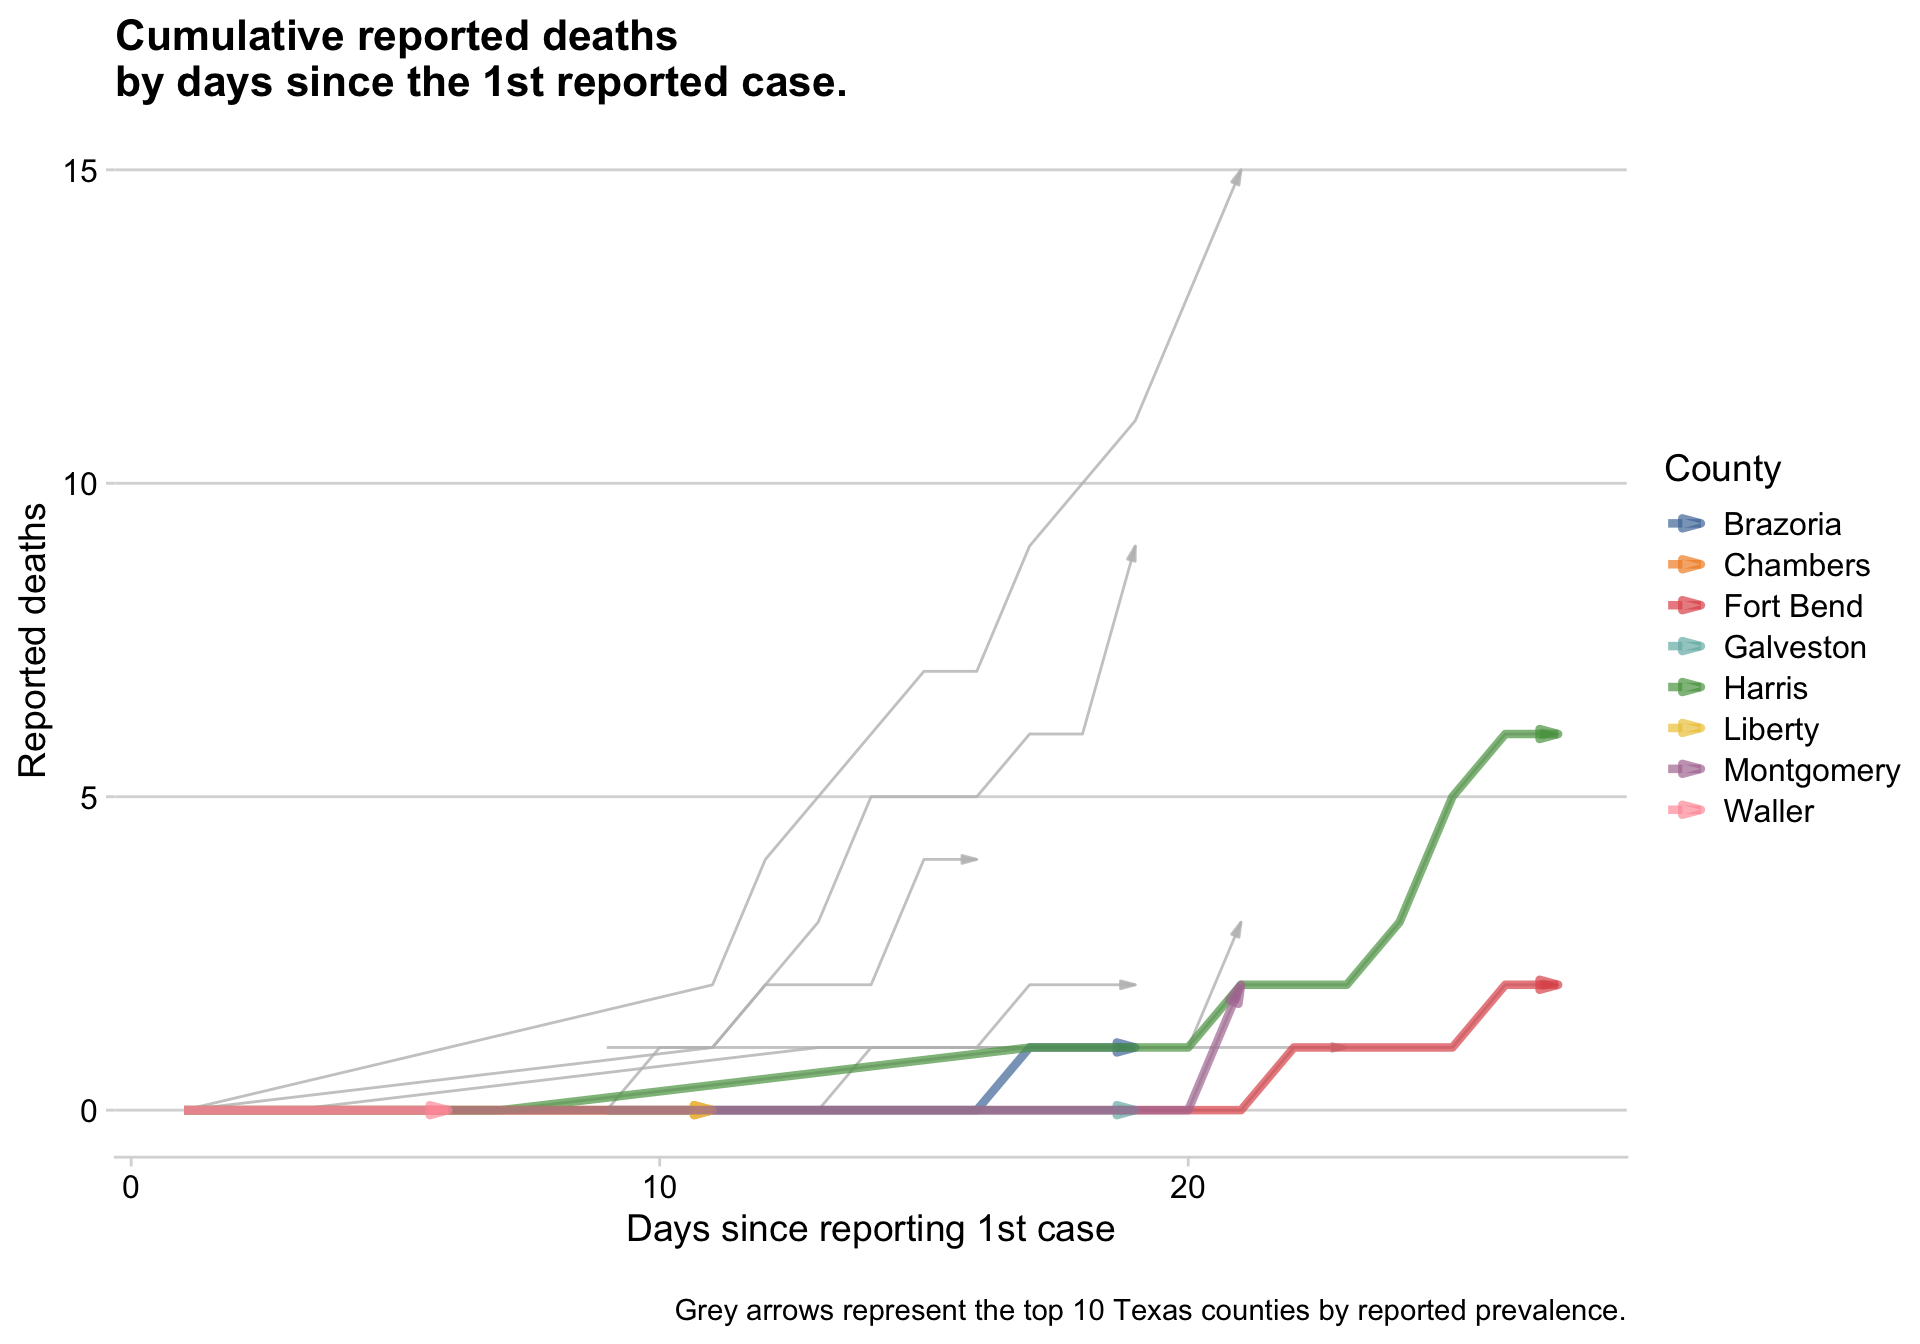 Cumulative reported deaths
by days since the 1st reported case.
15
10
5
0
Reported deaths
0 10 20
Days since reporting 1st case
County
Brazoria
Chambers
Fort Bend
Galveston
Harris
Liberty
Montgomery
Waller
Grey arrows represent the top 10 Texas counties by reported prevalence.